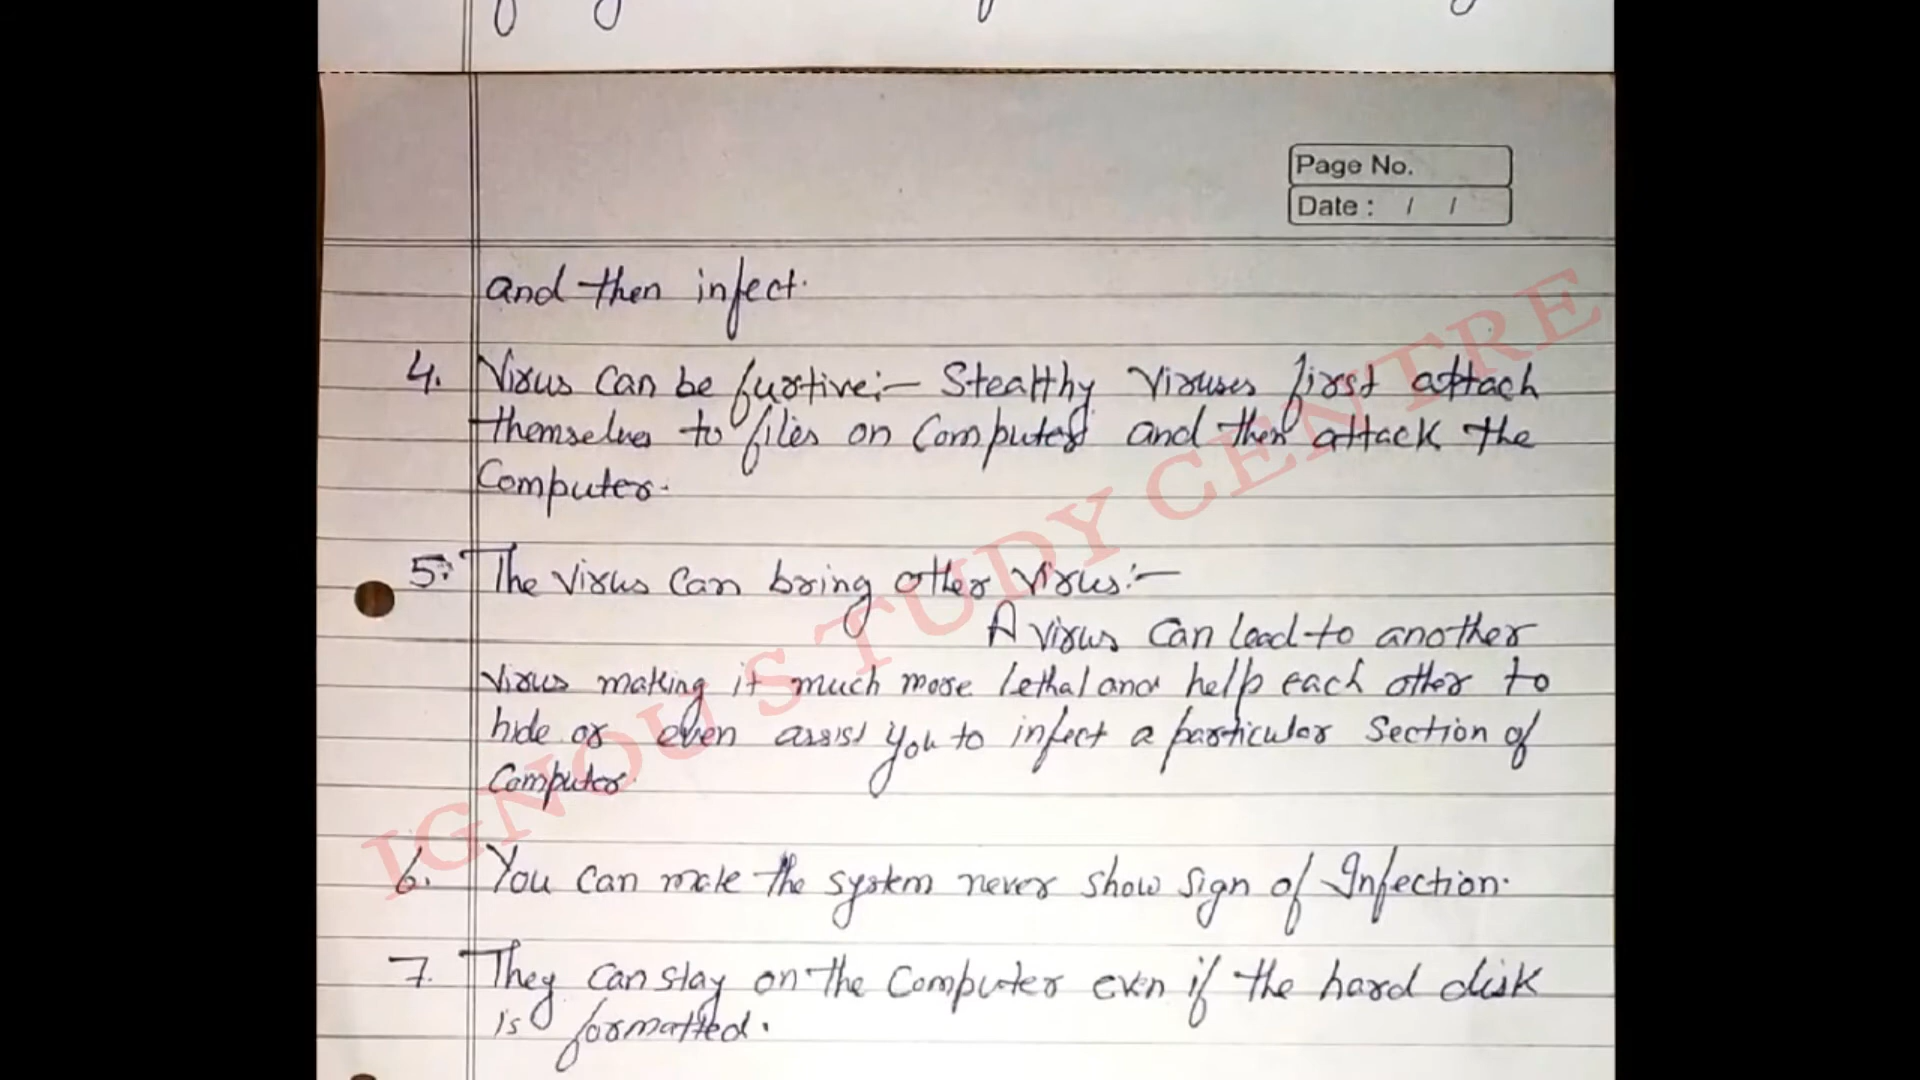 Page No.
Date : / /
and then infect.
4. Virus can be furtive:- Stealthy Viruses first attach
themselves to files on Computer and then attack the
Computer.
5. The virus can bring other virus:-
A virus can lead to another
virus making it much more lethal and help each other to
hide or even assist you to infect a particular section of
Computer.
6. You can make the system never show sign of Infection.
7. They can stay on the computer even if the hard disk
is formatted.
IGNOU STUDY CENTRE